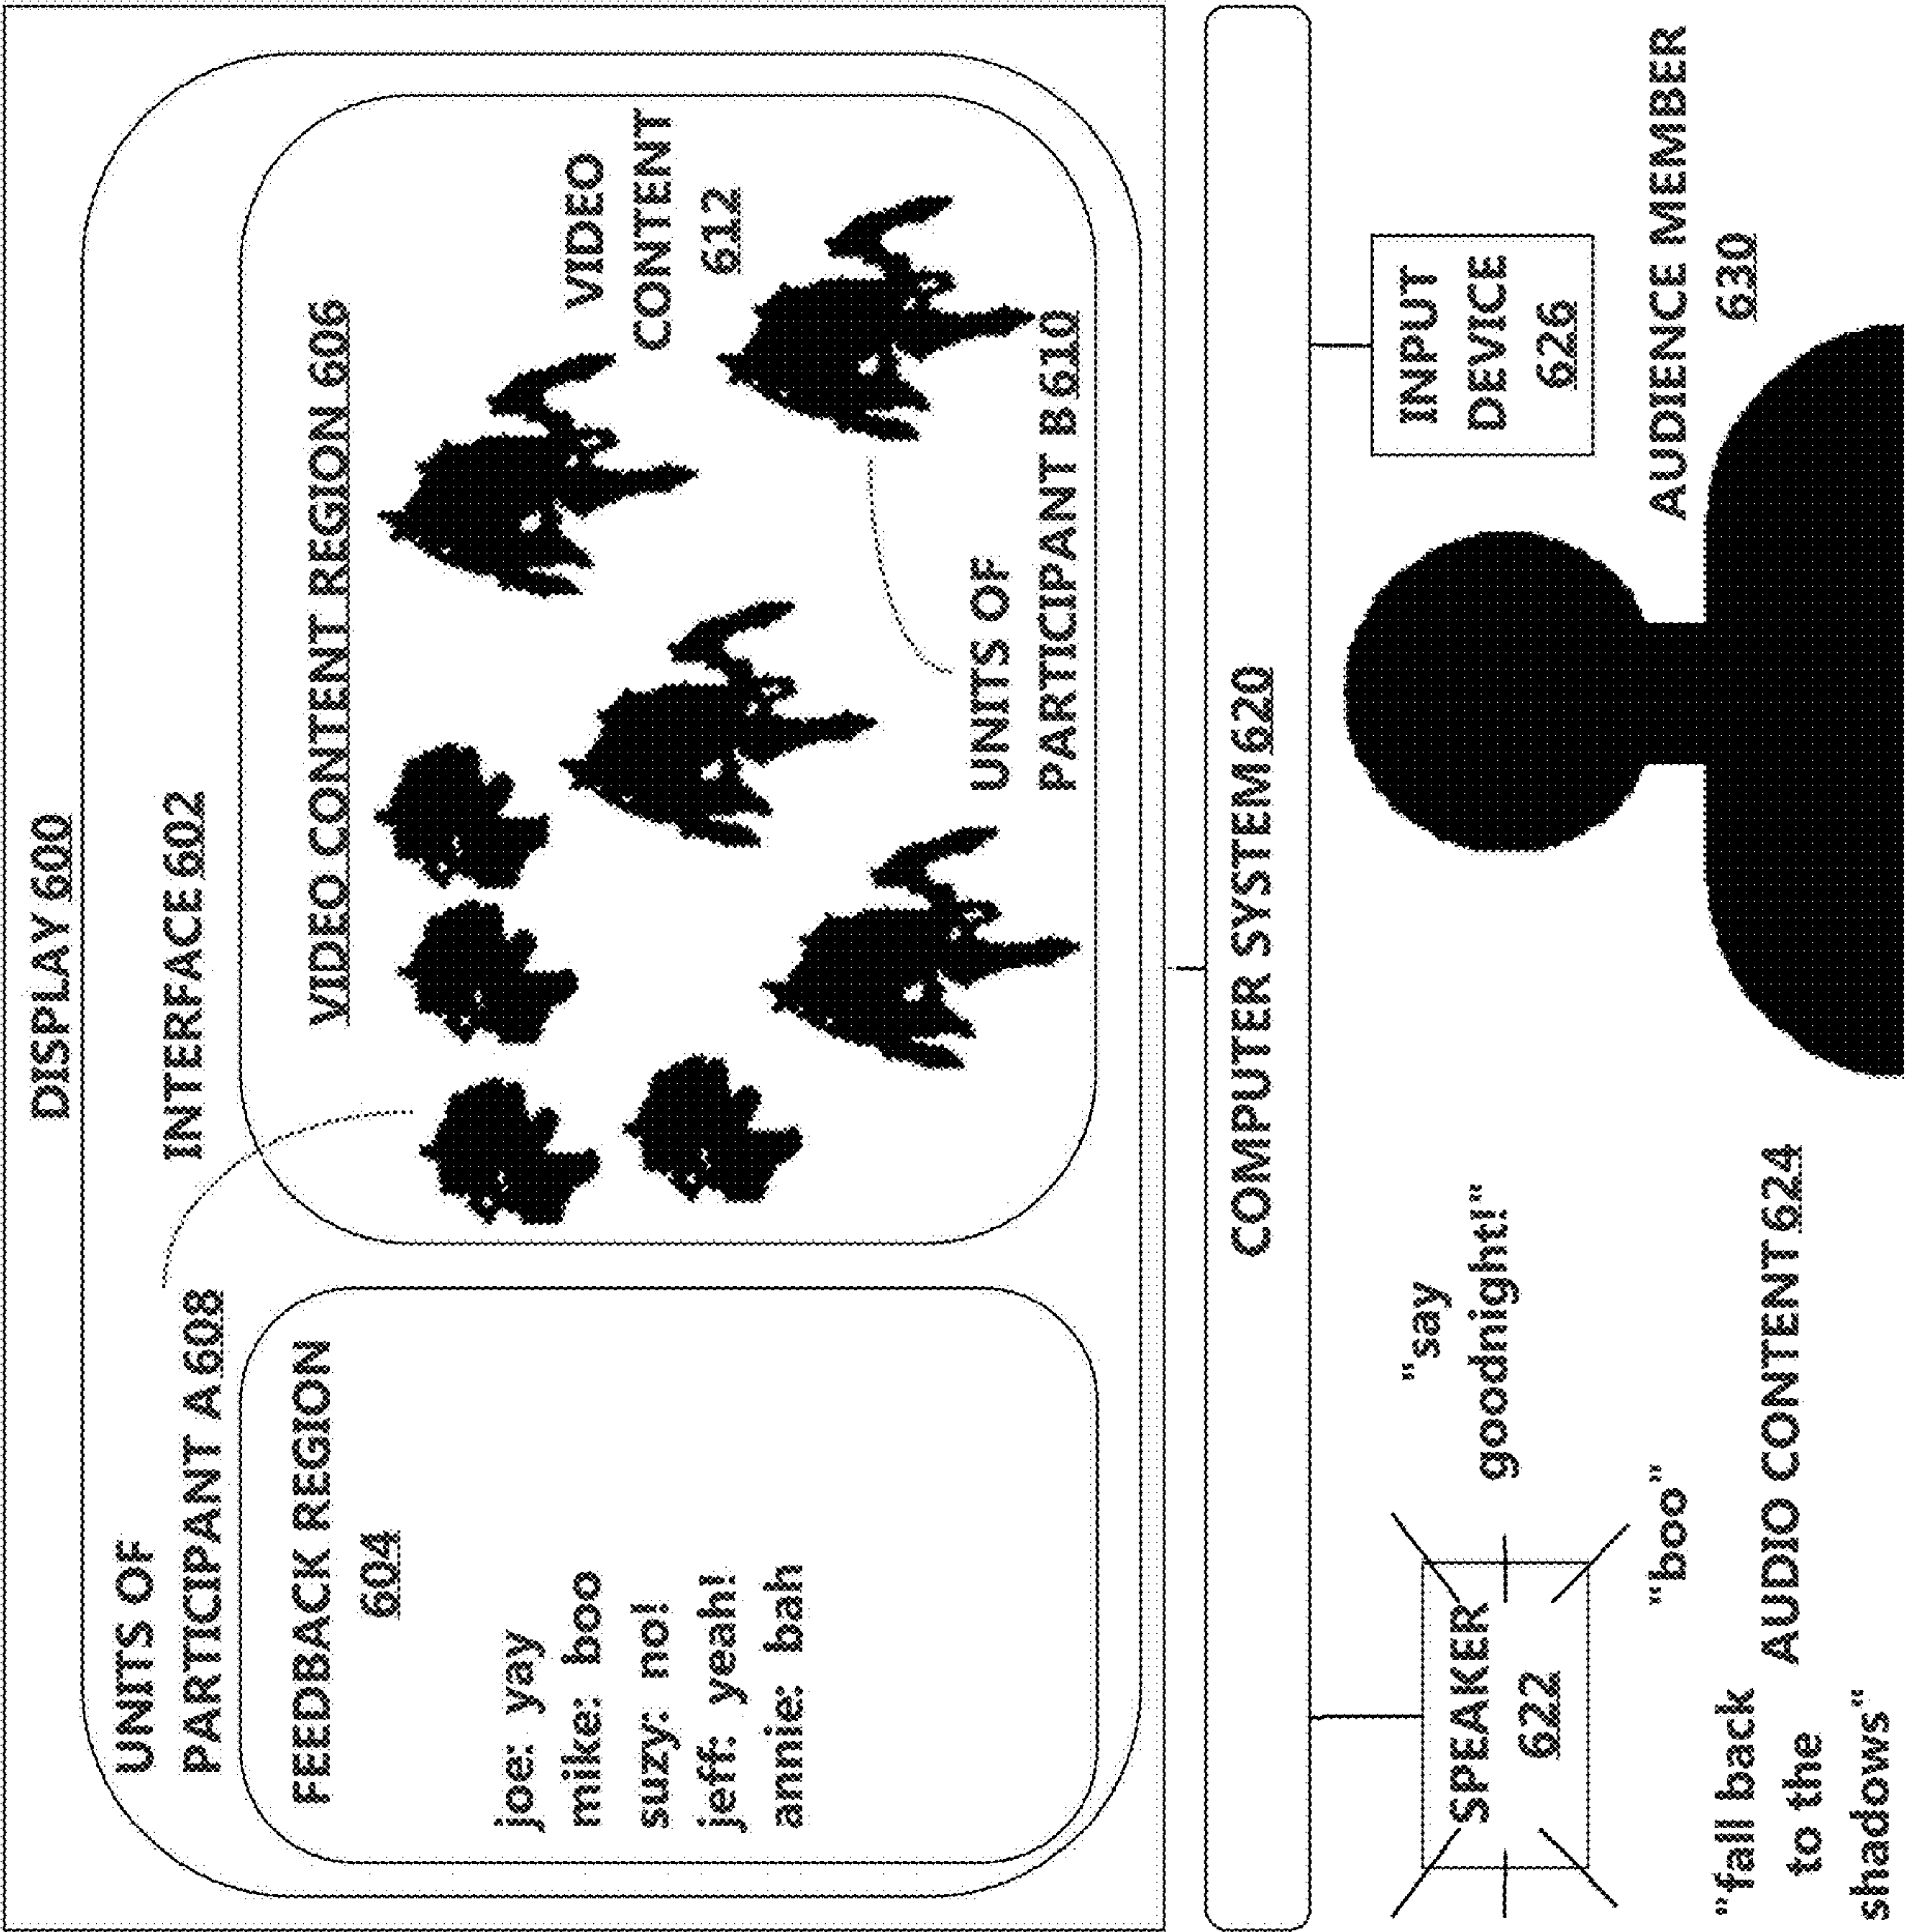 DISPLAY 600
INTERFACE 602
UNITS OF
PARTICIPANT A 608
FEEDBACK REGION
604
joe: yay
mike: boo
suzy: no!
jeff: yeah!
annie: bah
VIDEO CONTENT REGION 606
VIDEO
CONTENT
612
UNITS OF
PARTICIPANT B 610
COMPUTER SYSTEM 620
SPEAKER
622
"say
goodnight!"
"boo"
"fall back
to the
shadows"
AUDIO CONTENT 624
INPUT
DEVICE
626
AUDIENCE MEMBER
630